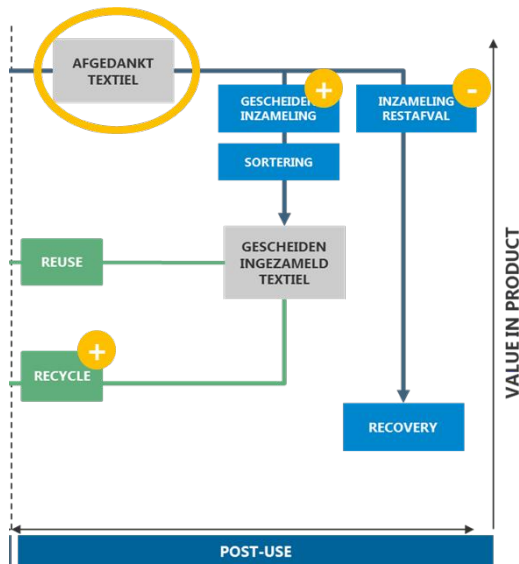 AFGEDANKT
TEXTIEL
GESCHEIDEN
INZAMELING
+
INZAMELING
RESTAFVAL
-
SORTERING
GESCHEIDEN
INGEZAMELD
TEXTIEL
REUSE
RECYCLE
+
RECOVERY
VALUE IN PRODUCT
POST-USE